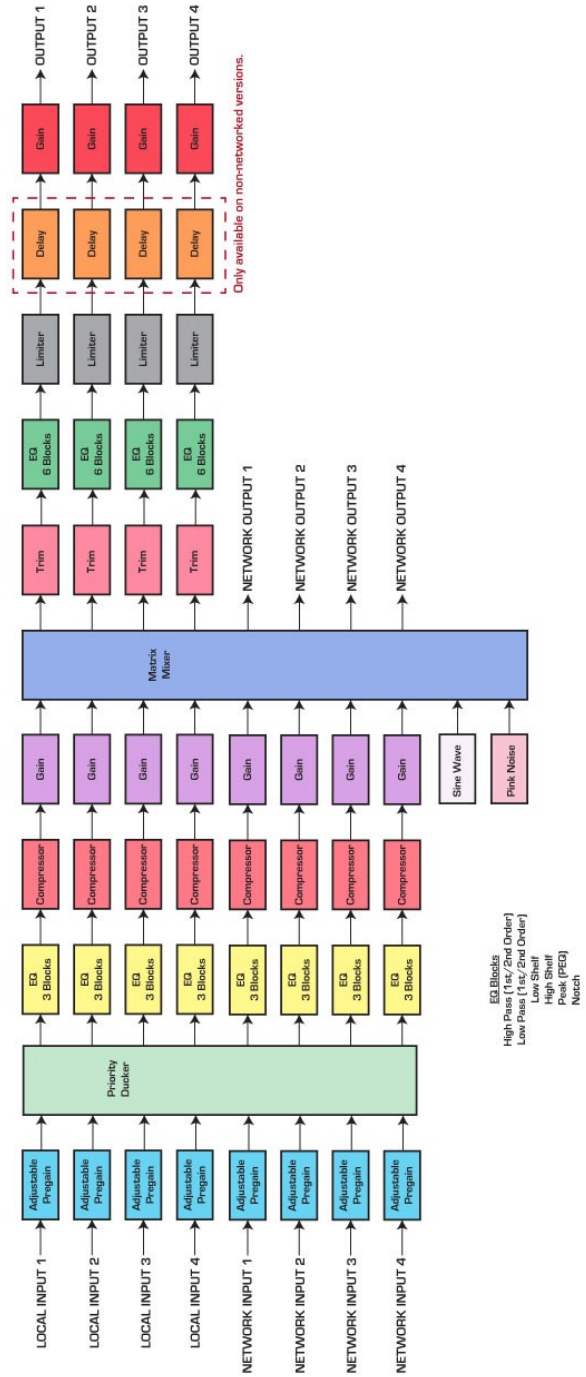 LOCAL INPUT 1
Adjustable
Pregain
EQ
3 Blocks
Compressor
Gain
Trim
EQ
6 Blocks
Limiter
Delay
Gain
OUTPUT 1
LOCAL INPUT 2
Adjustable
Pregain
EQ
3 Blocks
Compressor
Gain
Trim
EQ
6 Blocks
Limiter
Delay
Gain
OUTPUT 2
Priority
Ducker
Matrix
Mixer
LOCAL INPUT 3
Adjustable
Pregain
EQ
3 Blocks
Compressor
Gain
Trim
EQ
6 Blocks
Limiter
Delay
Gain
OUTPUT 3
LOCAL INPUT 4
Adjustable
Pregain
EQ
3 Blocks
Compressor
Gain
Trim
EQ
6 Blocks
Limiter
Delay
Gain
OUTPUT 4
Only available on non-networked versions.
NETWORK INPUT 1
Adjustable
Pregain
EQ
3 Blocks
Compressor
Gain
NETWORK OUTPUT 1
NETWORK INPUT 2
Adjustable
Pregain
EQ
3 Blocks
Compressor
Gain
NETWORK OUTPUT 2
NETWORK INPUT 3
Adjustable
Pregain
EQ
3 Blocks
Compressor
Gain
NETWORK OUTPUT 3
NETWORK INPUT 4
Adjustable
Pregain
EQ
3 Blocks
Compressor
Gain
NETWORK OUTPUT 4
Sine Wave
Pink Noise
EQ Blocks
High Pass [1st/2nd Order]
Low Pass [1st/2nd Order]
Low Shelf
High Shelf
Peak [PEQ]
Notch